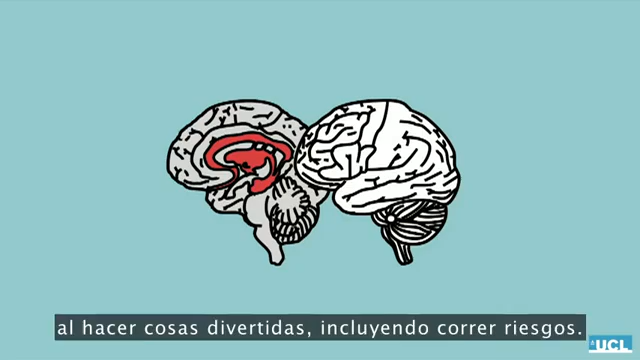 al hacer cosas divertidas, incluyendo correr riesgos.
UCL